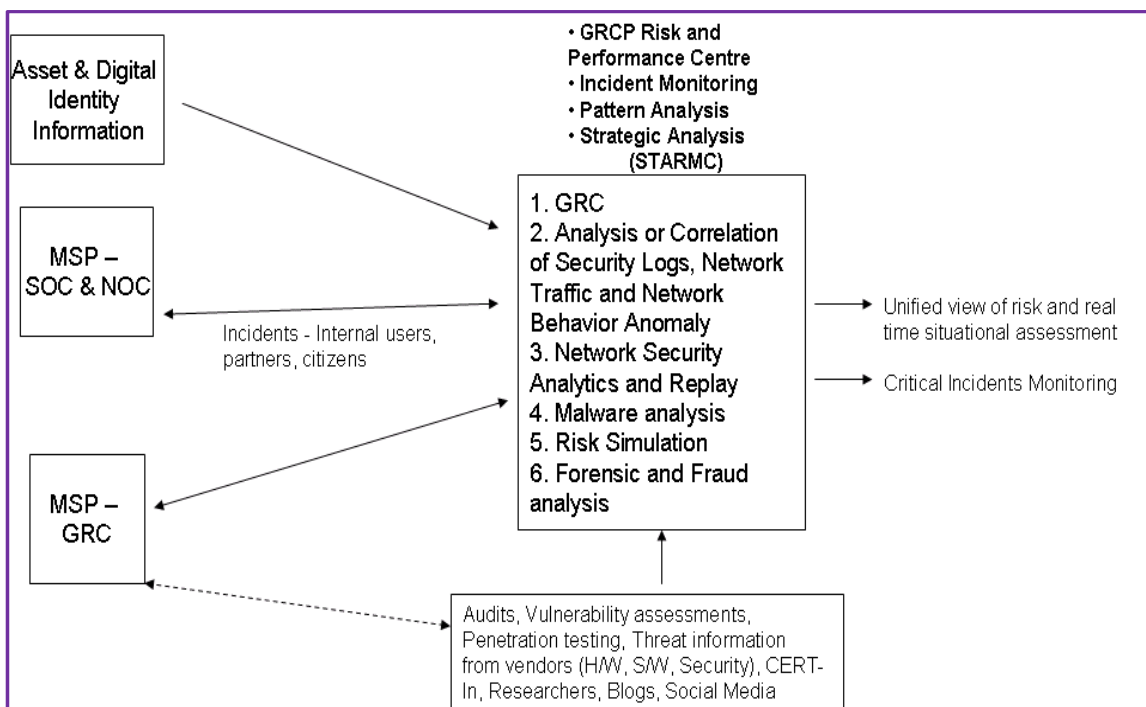 • GRCP Risk and
Performance Centre
• Incident Monitoring
• Pattern Analysis
• Strategic Analysis
(STARMC)
Asset & Digital
Identity
Information
MSP –
SOC & NOC
Incidents - Internal users,
partners, citizens
MSP –
GRC
1. GRC
2. Analysis or Correlation
of Security Logs, Network
Traffic and Network
Behavior Anomaly
3. Network Security
Analytics and Replay
4. Malware analysis
5. Risk Simulation
6. Forensic and Fraud
analysis
Unified view of risk and real
time situational assessment
Critical Incidents Monitoring
Audits, Vulnerability assessments,
Penetration testing, Threat information
from vendors (H/W, S/W, Security), CERT-
In, Researchers, Blogs, Social Media